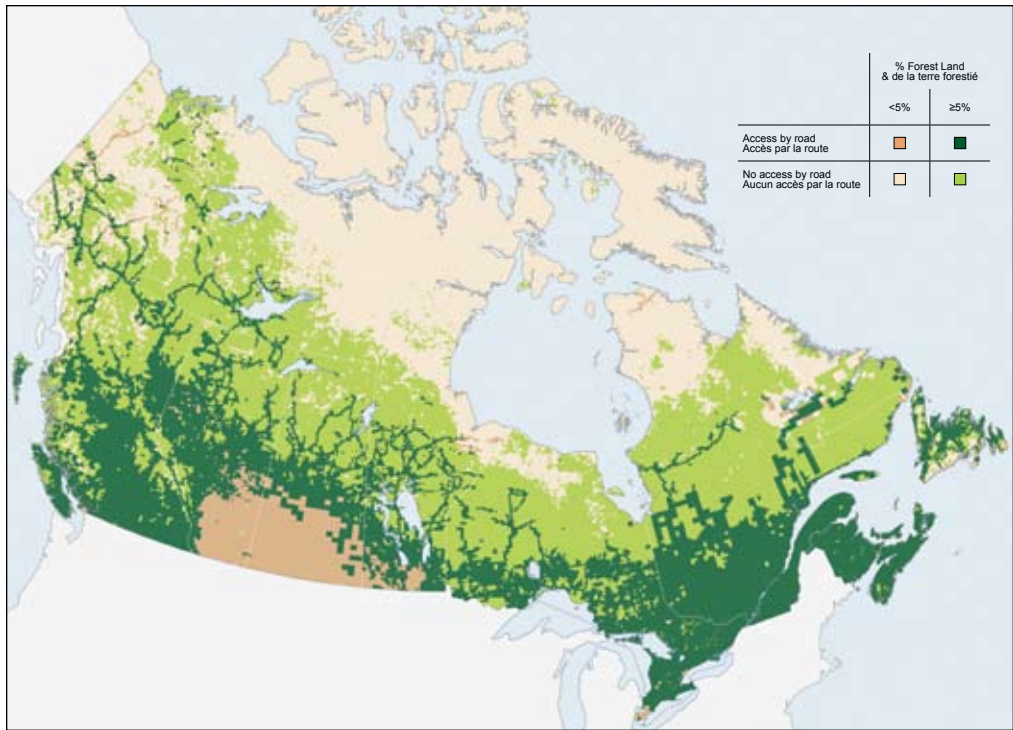 % Forest Land
& de la terre forestié
<5%
≥5%
Access by road
Accès par la route
No access by road
Aucun accès par la route